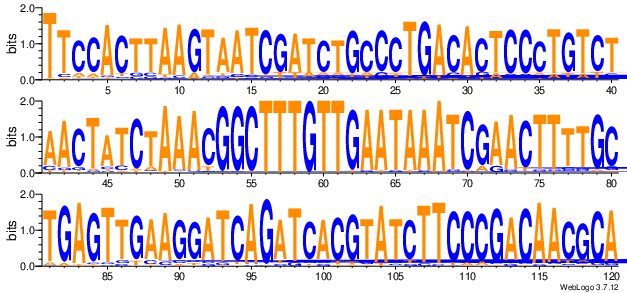 2.0
bits
1.0
0.0
TTCCACTTAAGTAATCGATCTGCCCTGACACTCCCTGTCT
5 10 15 20 25 30 35 40
2.0
bits
1.0
0.0
AACTATCTAAACGGCTTTGTTGAATAAATCGAACTTTTGC
45 50 55 60 65 70 75 80
2.0
bits
1.0
0.0
TGAGTTGAAGGATCAGATCACGTATCTTCCCGACAACGCA
85 90 95 100 105 110 115 120
WebLogo 3.7.12